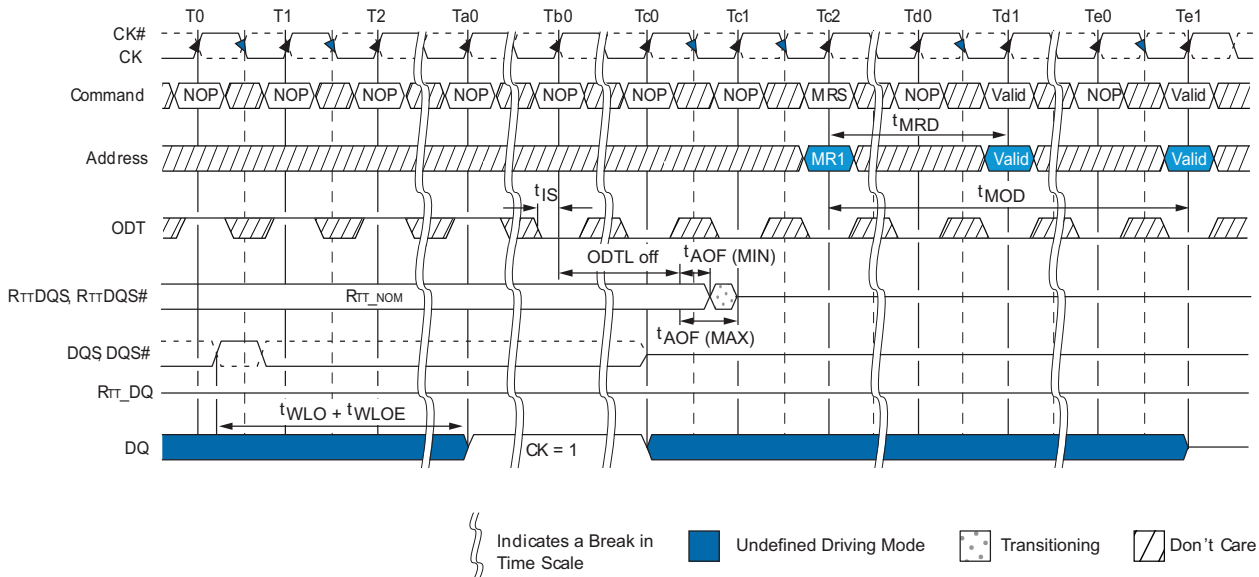 T0 T1 T2 Ta0 Tb0 Tc0 Tc1 Tc2 Td0 Td1 Te0 Te1
CK#
CK
Command NOP NOP NOP NOP NOP NOP NOP MRS NOP Valid NOP Valid
tMRD
Address MR1 Valid Valid
tIS tMOD
ODT
ODTL off tAOF (MIN)
RTTDQS, RTTDQS# RTT_NOM
tAOF (MAX)
DQS, DQS#
RTT_DQ
tWLO + tWLOE
DQ CK = 1
Indicates a Break in
Time Scale
Undefined Driving Mode
Transitioning
Don't Care